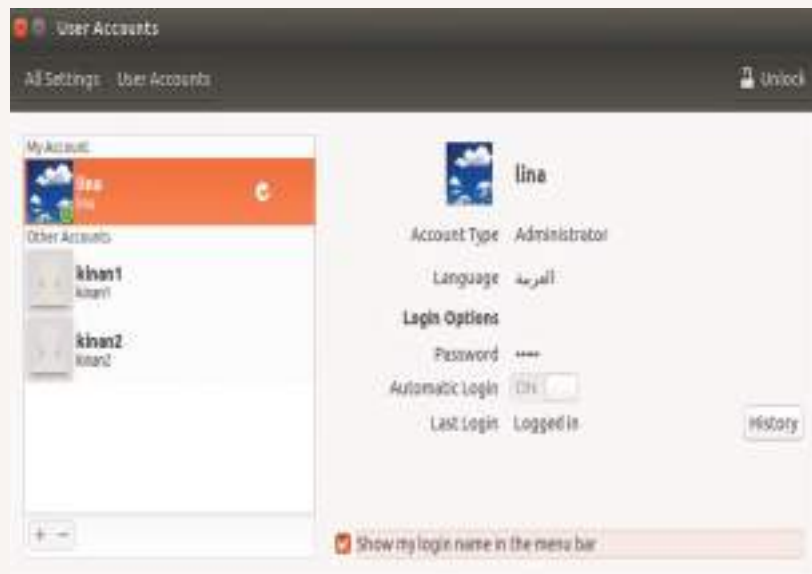 User Accounts
All Settings User Accounts
Unlock
My Account
lina
lina
Other Accounts
kinan1
kinan1
kinan2
kinan2
lina
Account Type Administrator
Language العربية
Login Options
Password •••••
Automatic Login ON
Last Login Logged in
History
+ −
Show my login name in the menu bar